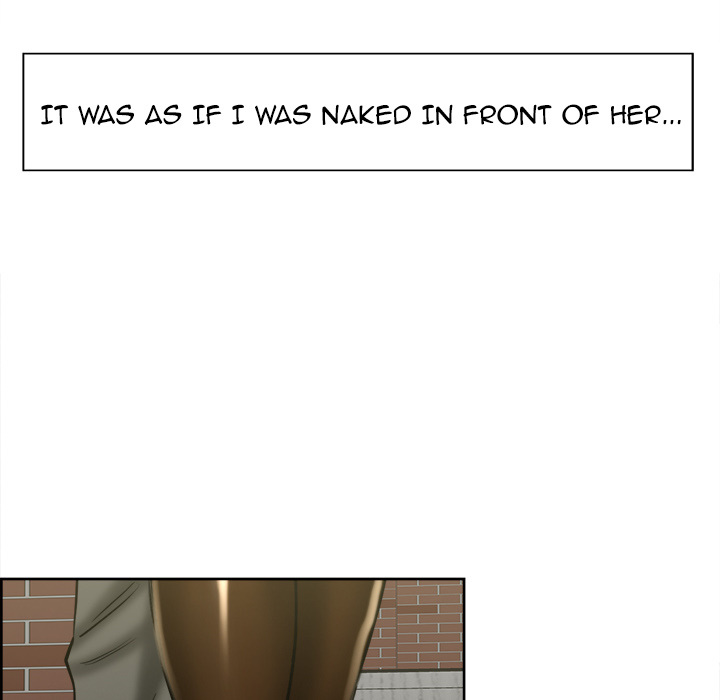 IT WAS AS IF I WAS NAKED IN FRONT OF HER...